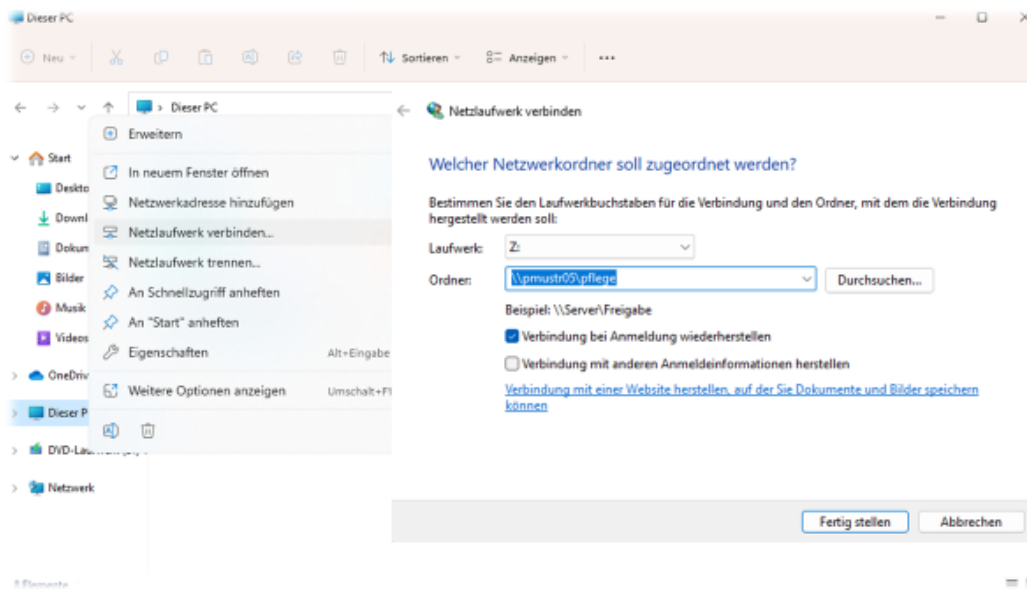 Dieser PC
Neu
Sortieren
Anzeigen
Dieser PC
Start
Deskto
Downl
Dokum
Bilder
Musik
Videos
OneDriv
Dieser P
DVD-La
Netzwerk
Erweitern
In neuem Fenster öffnen
Netzwerkadresse hinzufügen
Netzlaufwerk verbinden...
Netzlaufwerk trennen...
An Schnellzugriff anheften
An "Start" anheften
Eigenschaften Alt+Eingabe
Weitere Optionen anzeigen Umschalt+F1
Netzlaufwerk verbinden
Welcher Netzwerkordner soll zugeordnet werden?
Bestimmen Sie den Laufwerkbuchstaben für die Verbindung und den Ordner, mit dem die Verbindung
hergestellt werden soll:
Laufwerk: Z:
Ordner: \\pmustr05\pflege Durchsuchen...
Beispiel: \\Server\Freigabe
Verbindung bei Anmeldung wiederherstellen
Verbindung mit anderen Anmeldeinformationen herstellen
Verbindung mit einer Website herstellen, auf der Sie Dokumente und Bilder speichern
können
Fertig stellen Abbrechen
Elemente